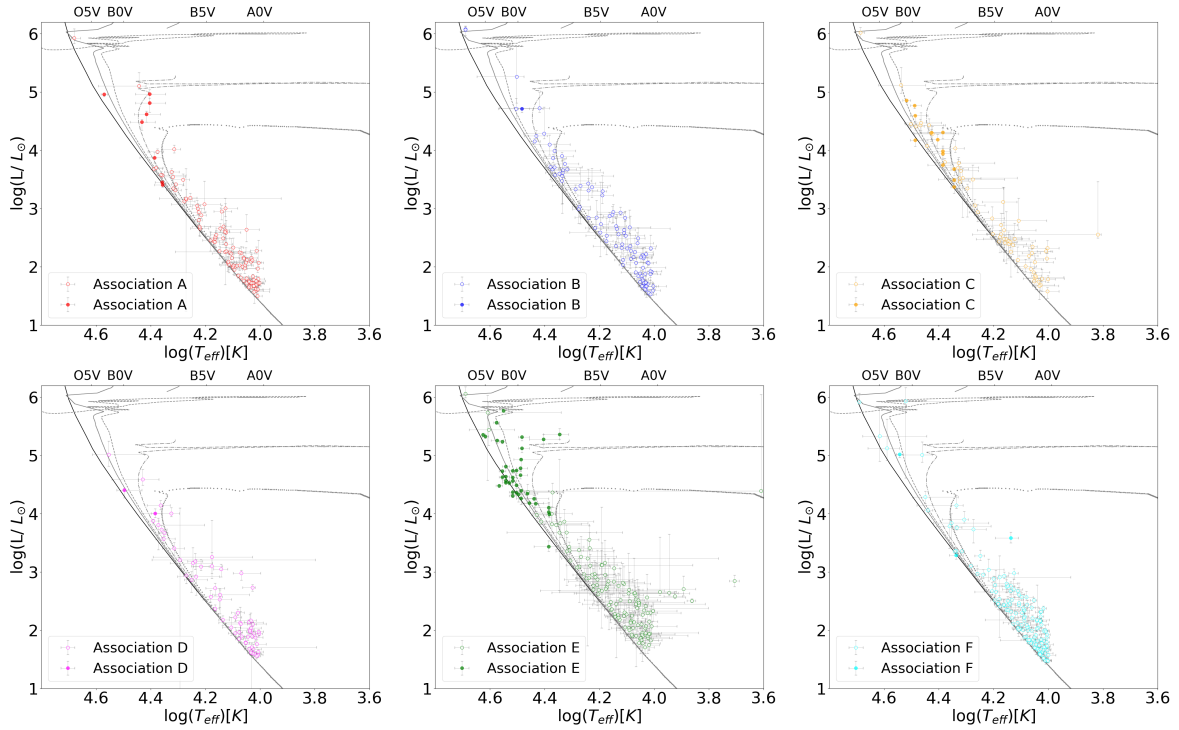 O5V B0V B5V A0V
O5V B0V B5V A0V
O5V B0V B5V A0V
6
5
4
3
2
1
log(L/ L⊙)
Association A
Association A
4.6 4.4 4.2 4.0 3.8 3.6
log(T_eff)[K]
6
5
4
3
2
1
log(L/ L⊙)
Association B
Association B
4.6 4.4 4.2 4.0 3.8 3.6
log(T_eff)[K]
6
5
4
3
2
1
log(L/ L⊙)
Association C
Association C
4.6 4.4 4.2 4.0 3.8 3.6
log(T_eff)[K]
O5V B0V B5V A0V
O5V B0V B5V A0V
O5V B0V B5V A0V
6
5
4
3
2
1
log(L/ L⊙)
Association D
Association D
4.6 4.4 4.2 4.0 3.8 3.6
log(T_eff)[K]
6
5
4
3
2
1
log(L/ L⊙)
Association E
Association E
4.6 4.4 4.2 4.0 3.8 3.6
log(T_eff)[K]
6
5
4
3
2
1
log(L/ L⊙)
Association F
Association F
4.6 4.4 4.2 4.0 3.8 3.6
log(T_eff)[K]